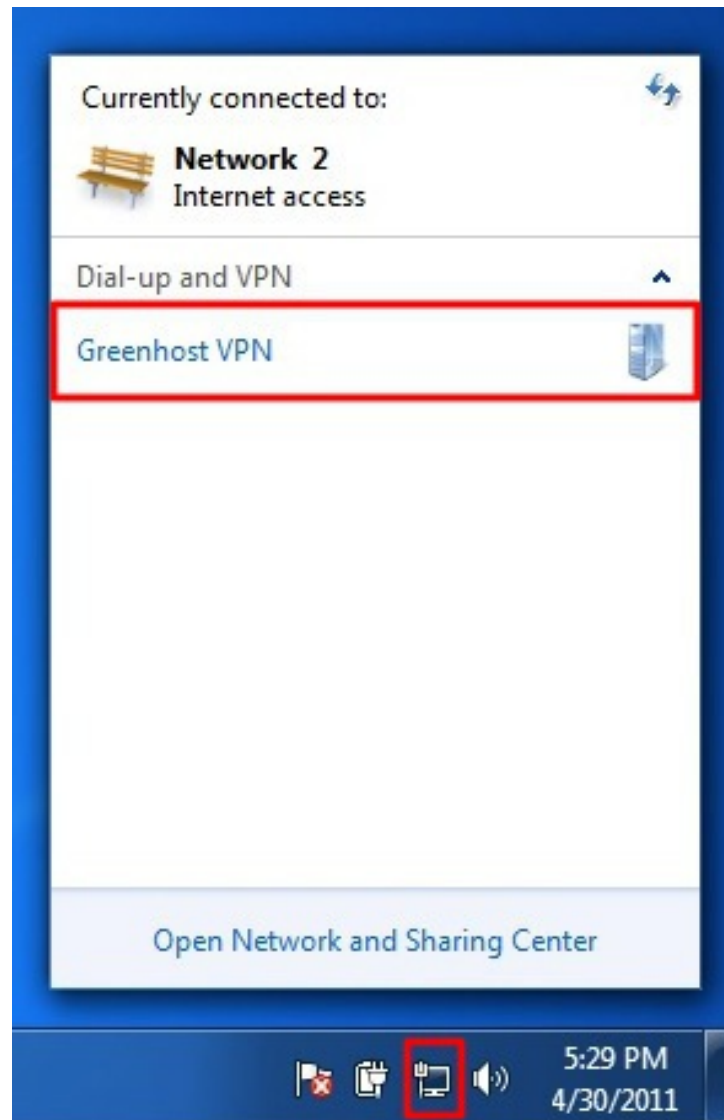 Currently connected to:
Network 2
Internet access
Dial-up and VPN
Greenhost VPN
Open Network and Sharing Center
5:29 PM
4/30/2011